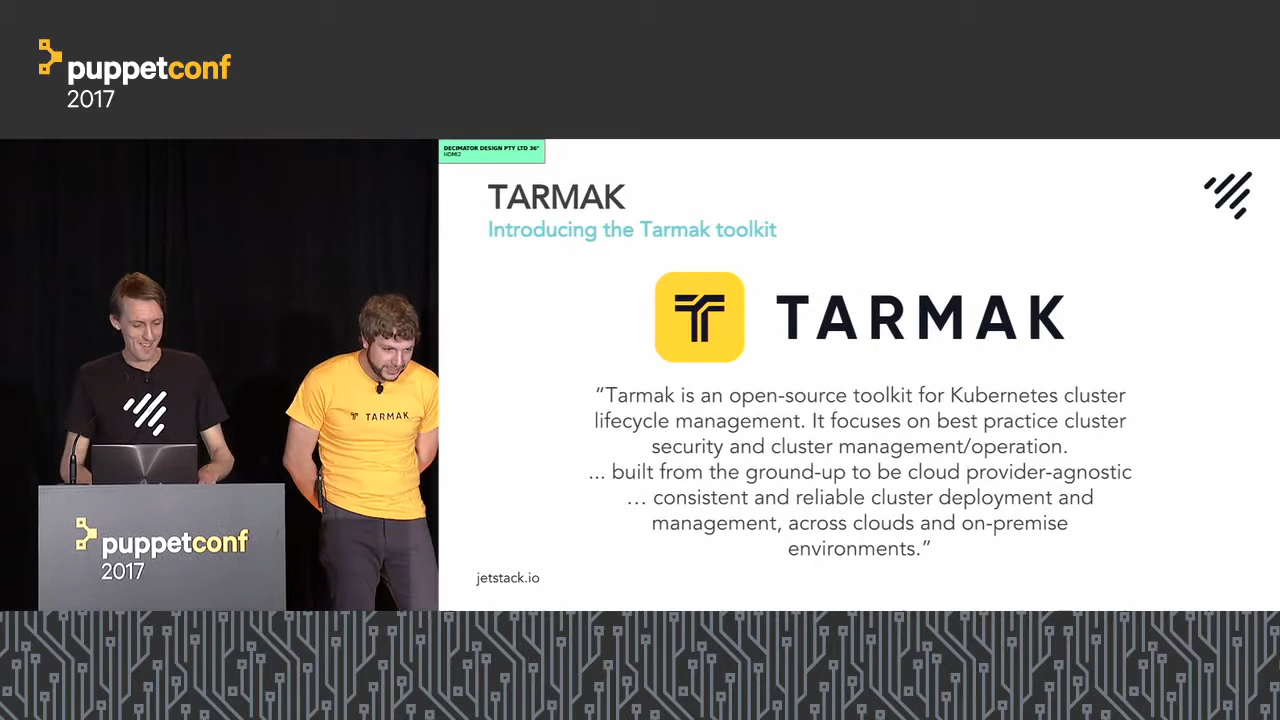 puppetconf
2017
DECIMATOR DESIGN PTY LTD 36"
HDMI2
TARMAK
Introducing the Tarmak toolkit
TARMAK
“Tarmak is an open-source toolkit for Kubernetes cluster
lifecycle management. It focuses on best practice cluster
security and cluster management/operation.
... built from the ground-up to be cloud provider-agnostic
… consistent and reliable cluster deployment and
management, across clouds and on-premise
environments.”
jetstack.io
TARMAK
puppetconf
2017